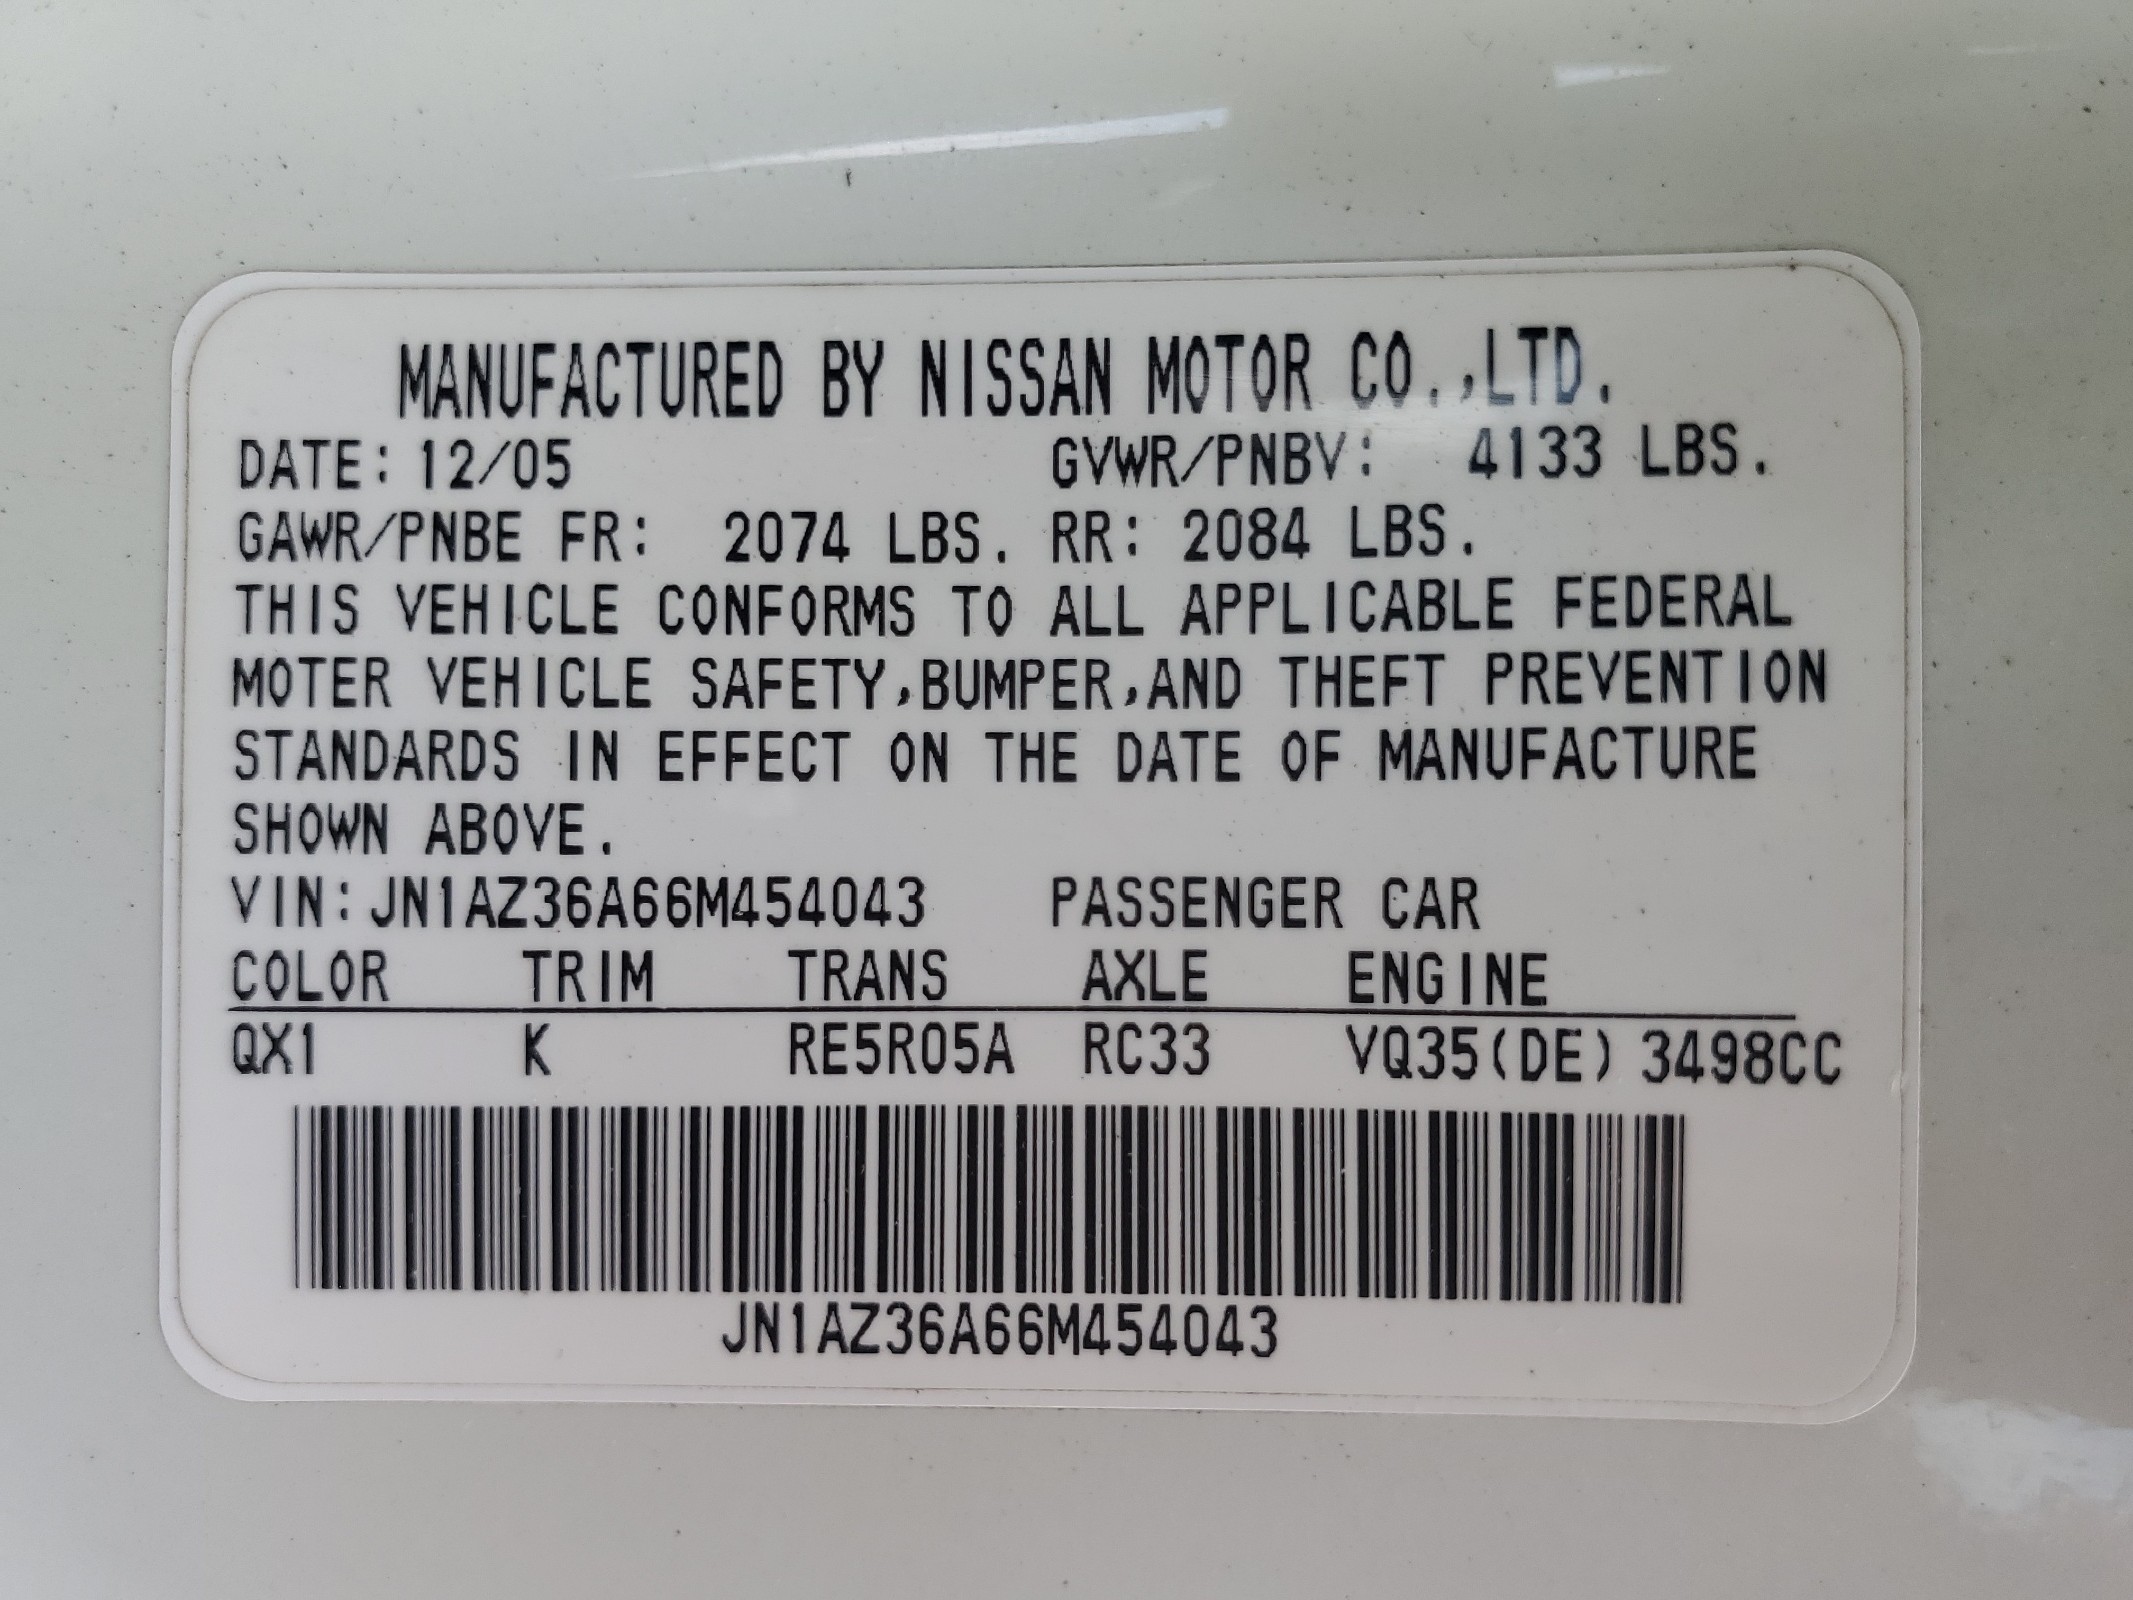 MANUFACTURED BY NISSAN MOTOR CO.,LTD.
DATE: 12/05 GVWR/PNBV: 4133 LBS.
GAWR/PNBE FR: 2074 LBS. RR: 2084 LBS.
THIS VEHICLE CONFORMS TO ALL APPLICABLE FEDERAL
MOTER VEHICLE SAFETY,BUMPER,AND THEFT PREVENTION
STANDARDS IN EFFECT ON THE DATE OF MANUFACTURE
SHOWN ABOVE.
VIN:JN1AZ36A66M454043 PASSENGER CAR
COLOR TRIM TRANS AXLE ENGINE
QX1 K RE5R05A RC33 VQ35(DE) 3498CC
JN1AZ36A66M454043